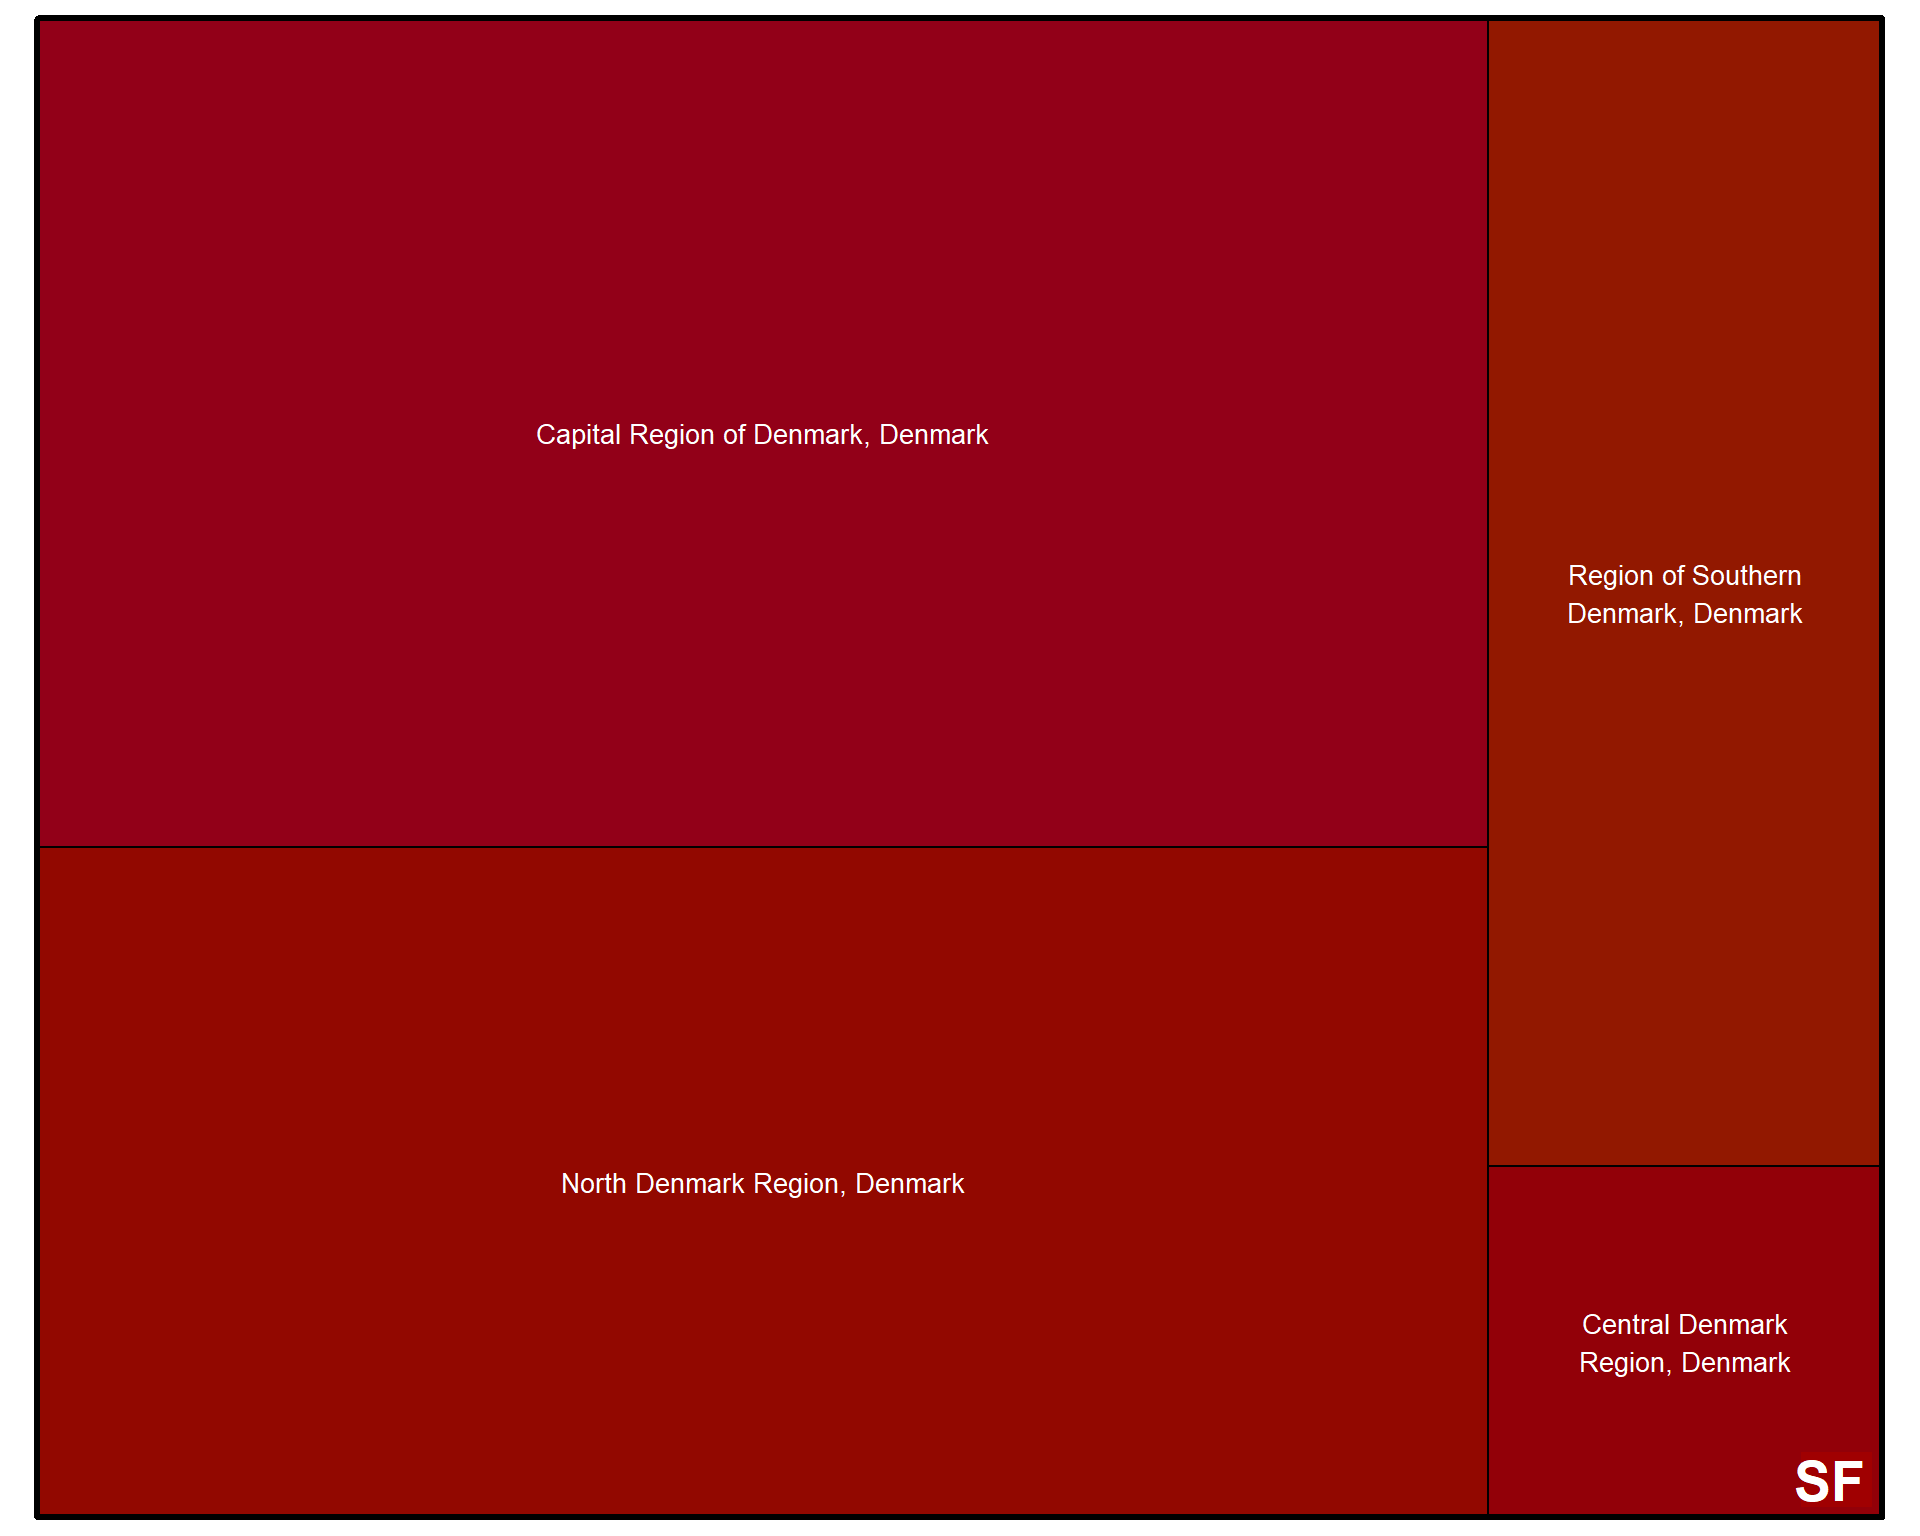 Capital Region of Denmark, Denmark
Region of Southern
Denmark, Denmark
North Denmark Region, Denmark
Central Denmark
Region, Denmark
SF